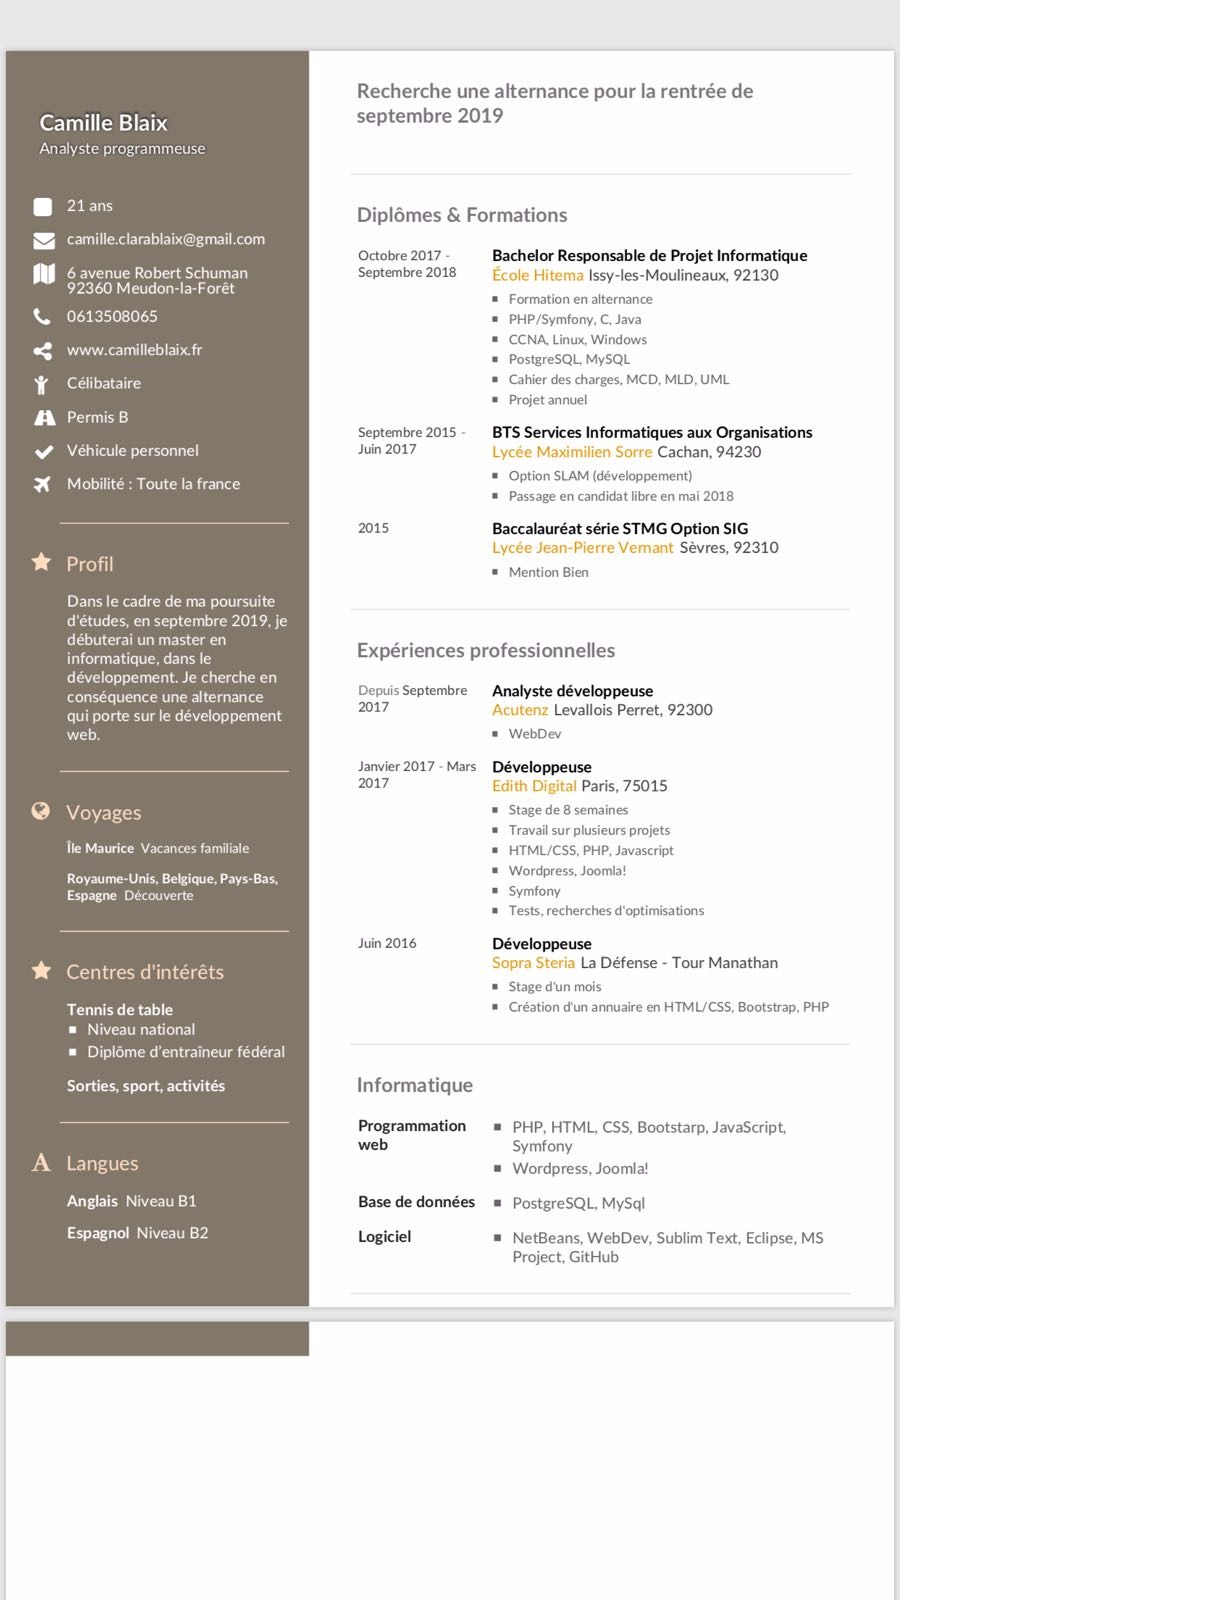 Camille Blaix
Analyste programmeuse
21 ans
camille.clarablaix@gmail.com
6 avenue Robert Schuman
92360 Meudon-la-Forêt
0613508065
www.camilleblaix.fr
Célibataire
Permis B
Véhicule personnel
Mobilité : Toute la france
Profil
Dans le cadre de ma poursuite
d'études, en septembre 2019, je
débuterai un master en
informatique, dans le
développement. Je cherche en
conséquence une alternance
qui porte sur le développement
web.
Voyages
Île Maurice Vacances familiale
Royaume-Unis, Belgique, Pays-Bas,
Espagne Découverte
Centres d'intérêts
Tennis de table
Niveau national
Diplôme d'entraîneur fédéral
Sorties, sport, activités
Langues
Anglais Niveau B1
Espagnol Niveau B2
Recherche une alternance pour la rentrée de
septembre 2019
Diplômes & Formations
Octobre 2017 -
Septembre 2018
Bachelor Responsable de Projet Informatique
École Hitema Issy-les-Moulineaux, 92130
Formation en alternance
PHP/Symfony, C, Java
CCNA, Linux, Windows
PostgreSQL, MySQL
Cahier des charges, MCD, MLD, UML
Projet annuel
Septembre 2015 -
Juin 2017
BTS Services Informatiques aux Organisations
Lycée Maximilien Sorre Cachan, 94230
Option SLAM (développement)
Passage en candidat libre en mai 2018
2015
Baccalauréat série STMG Option SIG
Lycée Jean-Pierre Vernant Sèvres, 92310
Mention Bien
Expériences professionnelles
Depuis Septembre
2017
Analyste développeuse
Acutenz Levallois Perret, 92300
WebDev
Janvier 2017 - Mars
2017
Développeuse
Edith Digital Paris, 75015
Stage de 8 semaines
Travail sur plusieurs projets
HTML/CSS, PHP, Javascript
Wordpress, Joomla!
Symfony
Tests, recherches d'optimisations
Juin 2016
Développeuse
Sopra Steria La Défense - Tour Manathan
Stage d'un mois
Création d'un annuaire en HTML/CSS, Bootstrap, PHP
Informatique
Programmation
web
PHP, HTML, CSS, Bootstarp, JavaScript,
Symfony
Wordpress, Joomla!
Base de données
PostgreSQL, MySql
Logiciel
NetBeans, WebDev, Sublim Text, Eclipse, MS
Project, GitHub